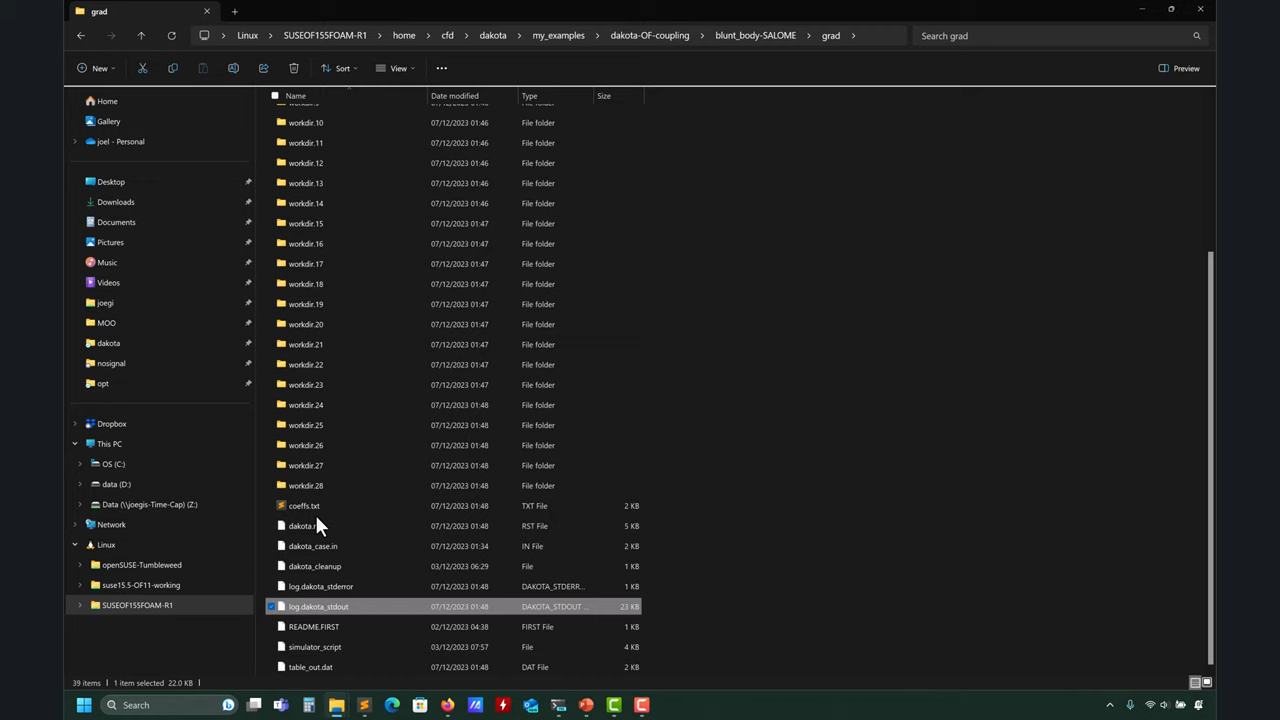 grad
Linux
SUSEOF155FOAM-R1
home
cfd
dakota
my_examples
dakota-OF-coupling
blunt_body-SALOME
grad
Search grad
New
Sort
View
Preview
Home
Gallery
joel - Personal
Desktop
Downloads
Documents
Pictures
Music
Videos
joegi
MOO
dakota
nosignal
opt
Dropbox
This PC
OS (C:)
data (D:)
Data (\\joegis-Time-Cap) (Z:)
Network
Linux
openSUSE-Tumbleweed
suse15.5-OF11-working
SUSEOF155FOAM-R1
Name Date modified Type Size
workdir.10 07/12/2023 01:46 File folder
workdir.11 07/12/2023 01:46 File folder
workdir.12 07/12/2023 01:46 File folder
workdir.13 07/12/2023 01:46 File folder
workdir.14 07/12/2023 01:46 File folder
workdir.15 07/12/2023 01:47 File folder
workdir.16 07/12/2023 01:47 File folder
workdir.17 07/12/2023 01:47 File folder
workdir.18 07/12/2023 01:47 File folder
workdir.19 07/12/2023 01:47 File folder
workdir.20 07/12/2023 01:47 File folder
workdir.21 07/12/2023 01:47 File folder
workdir.22 07/12/2023 01:47 File folder
workdir.23 07/12/2023 01:47 File folder
workdir.24 07/12/2023 01:48 File folder
workdir.25 07/12/2023 01:48 File folder
workdir.26 07/12/2023 01:48 File folder
workdir.27 07/12/2023 01:48 File folder
workdir.28 07/12/2023 01:48 File folder
coeffs.txt 07/12/2023 01:48 TXT File 2 KB
07/12/2023 01:48 RST File 5 KB
dakota_case.in 07/12/2023 01:34 IN File 2 KB
dakota_cleanup 03/12/2023 06:29 File 1 KB
log.dakota_stderror 07/12/2023 01:48 DAKOTA_STDERR... 1 KB
log.dakota_stdout 07/12/2023 01:48 DAKOTA_STDOUT ... 23 KB
README.FIRST 02/12/2023 04:38 FIRST File 1 KB
simulator_script 03/12/2023 07:57 File 4 KB
table_out.dat 07/12/2023 01:48 DAT File 2 KB
39 items 1 item selected 22.0 KB
Search